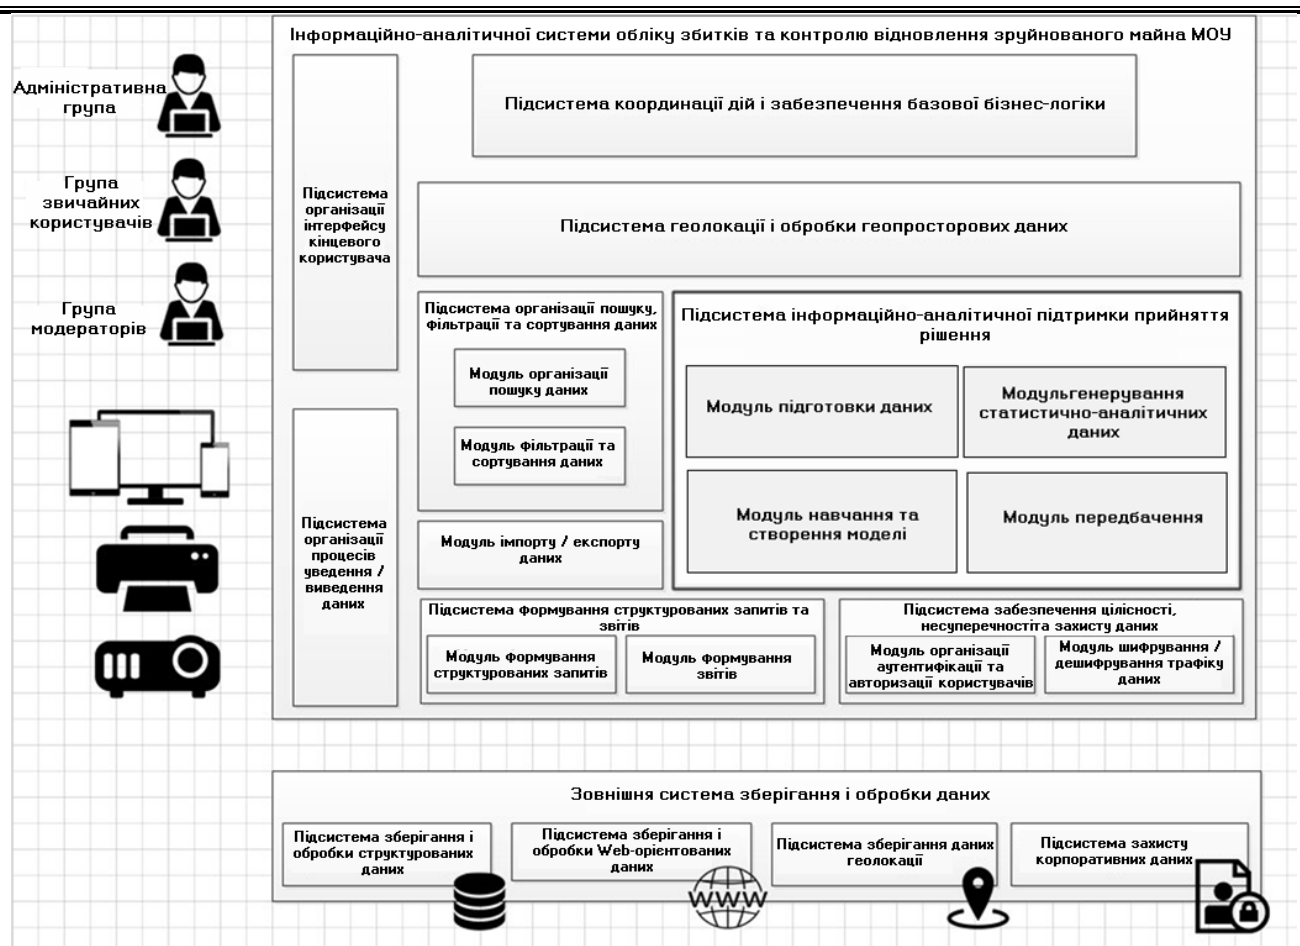 Інформаційно-аналітичної системи обліку збитків та контролю відновлення зруйнованого майна МОУ
Адміністративна
група
Група
звичайних
користувачів
Група
модераторів
Підсистема
організації
інтерфейсу
кінцевого
користувача
Підсистема
організації
процесів
уведення /
виведення
даних
Підсистема координації дій і забезпечення базової бізнес-логіки
Підсистема геолокації і обробки геопросторових даних
Підсистема організації пошуку,
фільтрації та сортування даних
Модуль організації
пошуку даних
Модуль фільтрації та
сортування даних
Модуль імпорту / експорту
даних
Підсистема інформаційно-аналітичної підтримки прийняття
рішення
Модуль підготовки даних
Модульгенерування
статистично-аналітичних
даних
Модуль навчання та
створення моделі
Модуль передбачення
Підсистема формування структурованих запитів та
звітів
Модуль формування
структурованих запитів
Модуль формування
звітів
Підсистема забезпечення цілісності,
несуперечностіта захисту даних
Модуль організації
аутентифікації та
авторизації користувачів
Модуль шифрування /
дешифрування трафіку
даних
Зовнішня система зберігання і обробки даних
Підсистема зберігання і
обробки структурованих
даних
Підсистема зберігання і
обробки Web-орієнтованих
даних
Підсистема зберігання даних
геолокації
Підсистема захисту
корпоративних даних
WWW